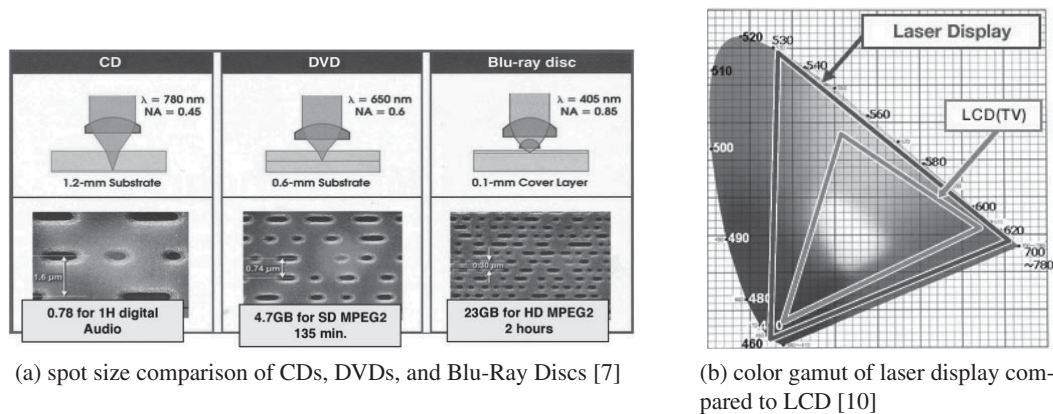 CD
DVD
Blu-ray disc
λ = 780 nm
NA = 0.45
λ = 650 nm
NA = 0.6
λ = 405 nm
NA = 0.85
1.2-mm Substrate
0.6-mm Substrate
0.1-mm Cover Layer
1.6 µm
0.74 µm
0.30 µm
0.78 for 1H digital
Audio
4.7GB for SD MPEG2
135 min.
23GB for HD MPEG2
2 hours
(a) spot size comparison of CDs, DVDs, and Blu-Ray Discs [7]
520
530
Laser Display
540
510
LCD(TV)
560
500
580
600
620
490
700
~780
480
460
(b) color gamut of laser display com-
pared to LCD [10]